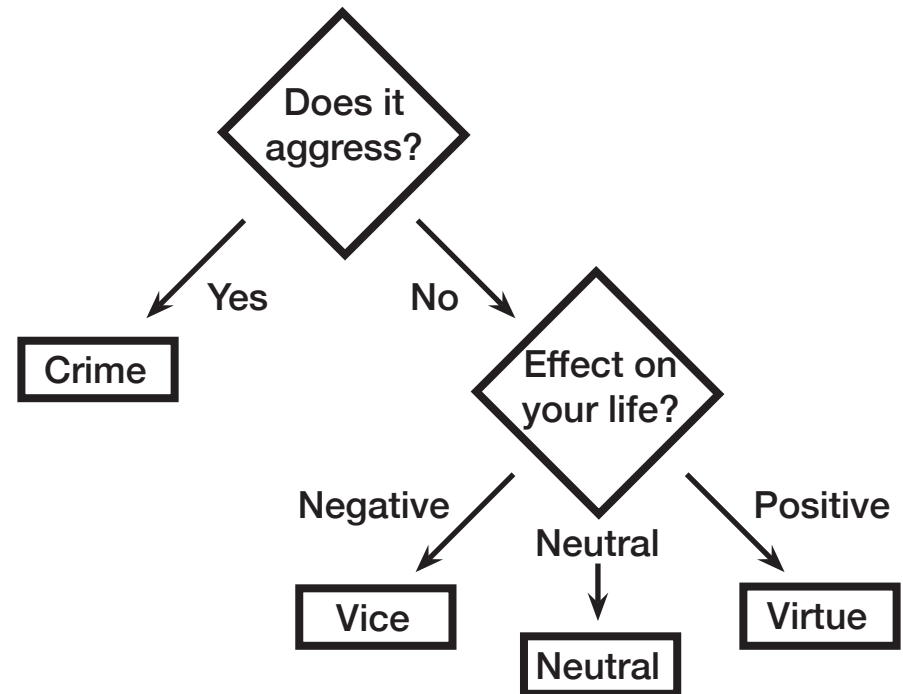 Does it
aggress?
Yes
No
Crime
Effect on
your life?
Negative
Neutral
Positive
Vice
Neutral
Virtue